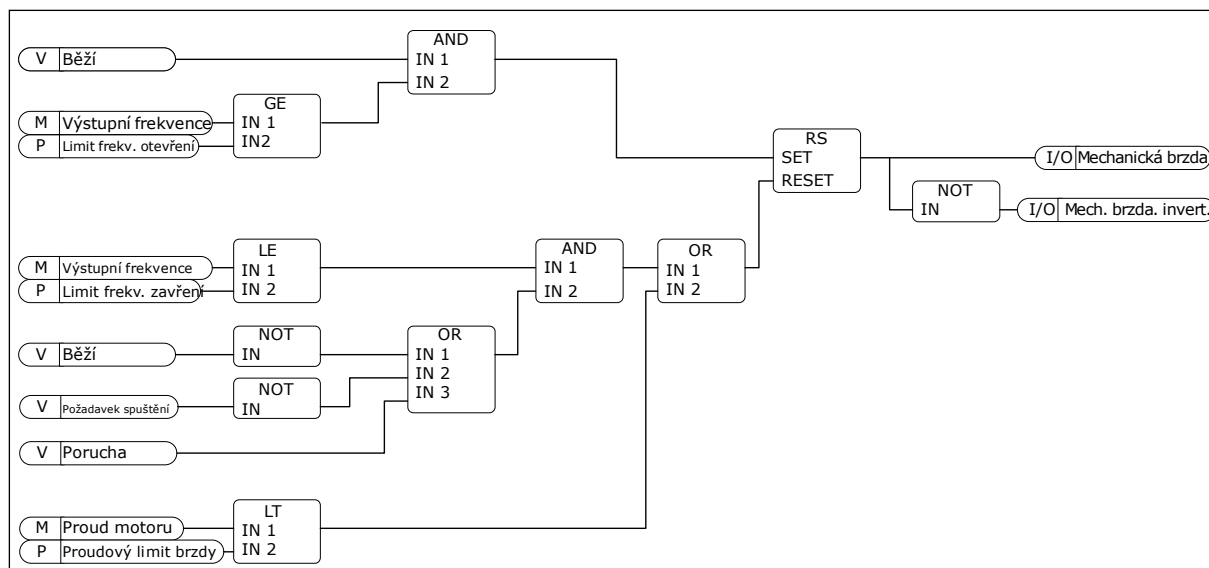 AND
V Běží
IN 1
IN 2
GE
M Výstupní frekvence
IN 1
P Limit frekv. otevření
IN2
RS
SET
I/O Mechanická brzda
RESET
NOT
IN
I/O Mech. brzda. invert.
LE
AND
OR
M Výstupní frekvence
IN 1
IN 1
IN 1
P Limit frekv. zavření
IN 2
IN 2
IN 2
NOT
OR
V Běží
IN
IN 1
IN 2
NOT
IN 3
V Požadavek spuštění
IN
V Porucha
LT
M Proud motoru
IN 1
P Proudový limit brzdy
IN 2